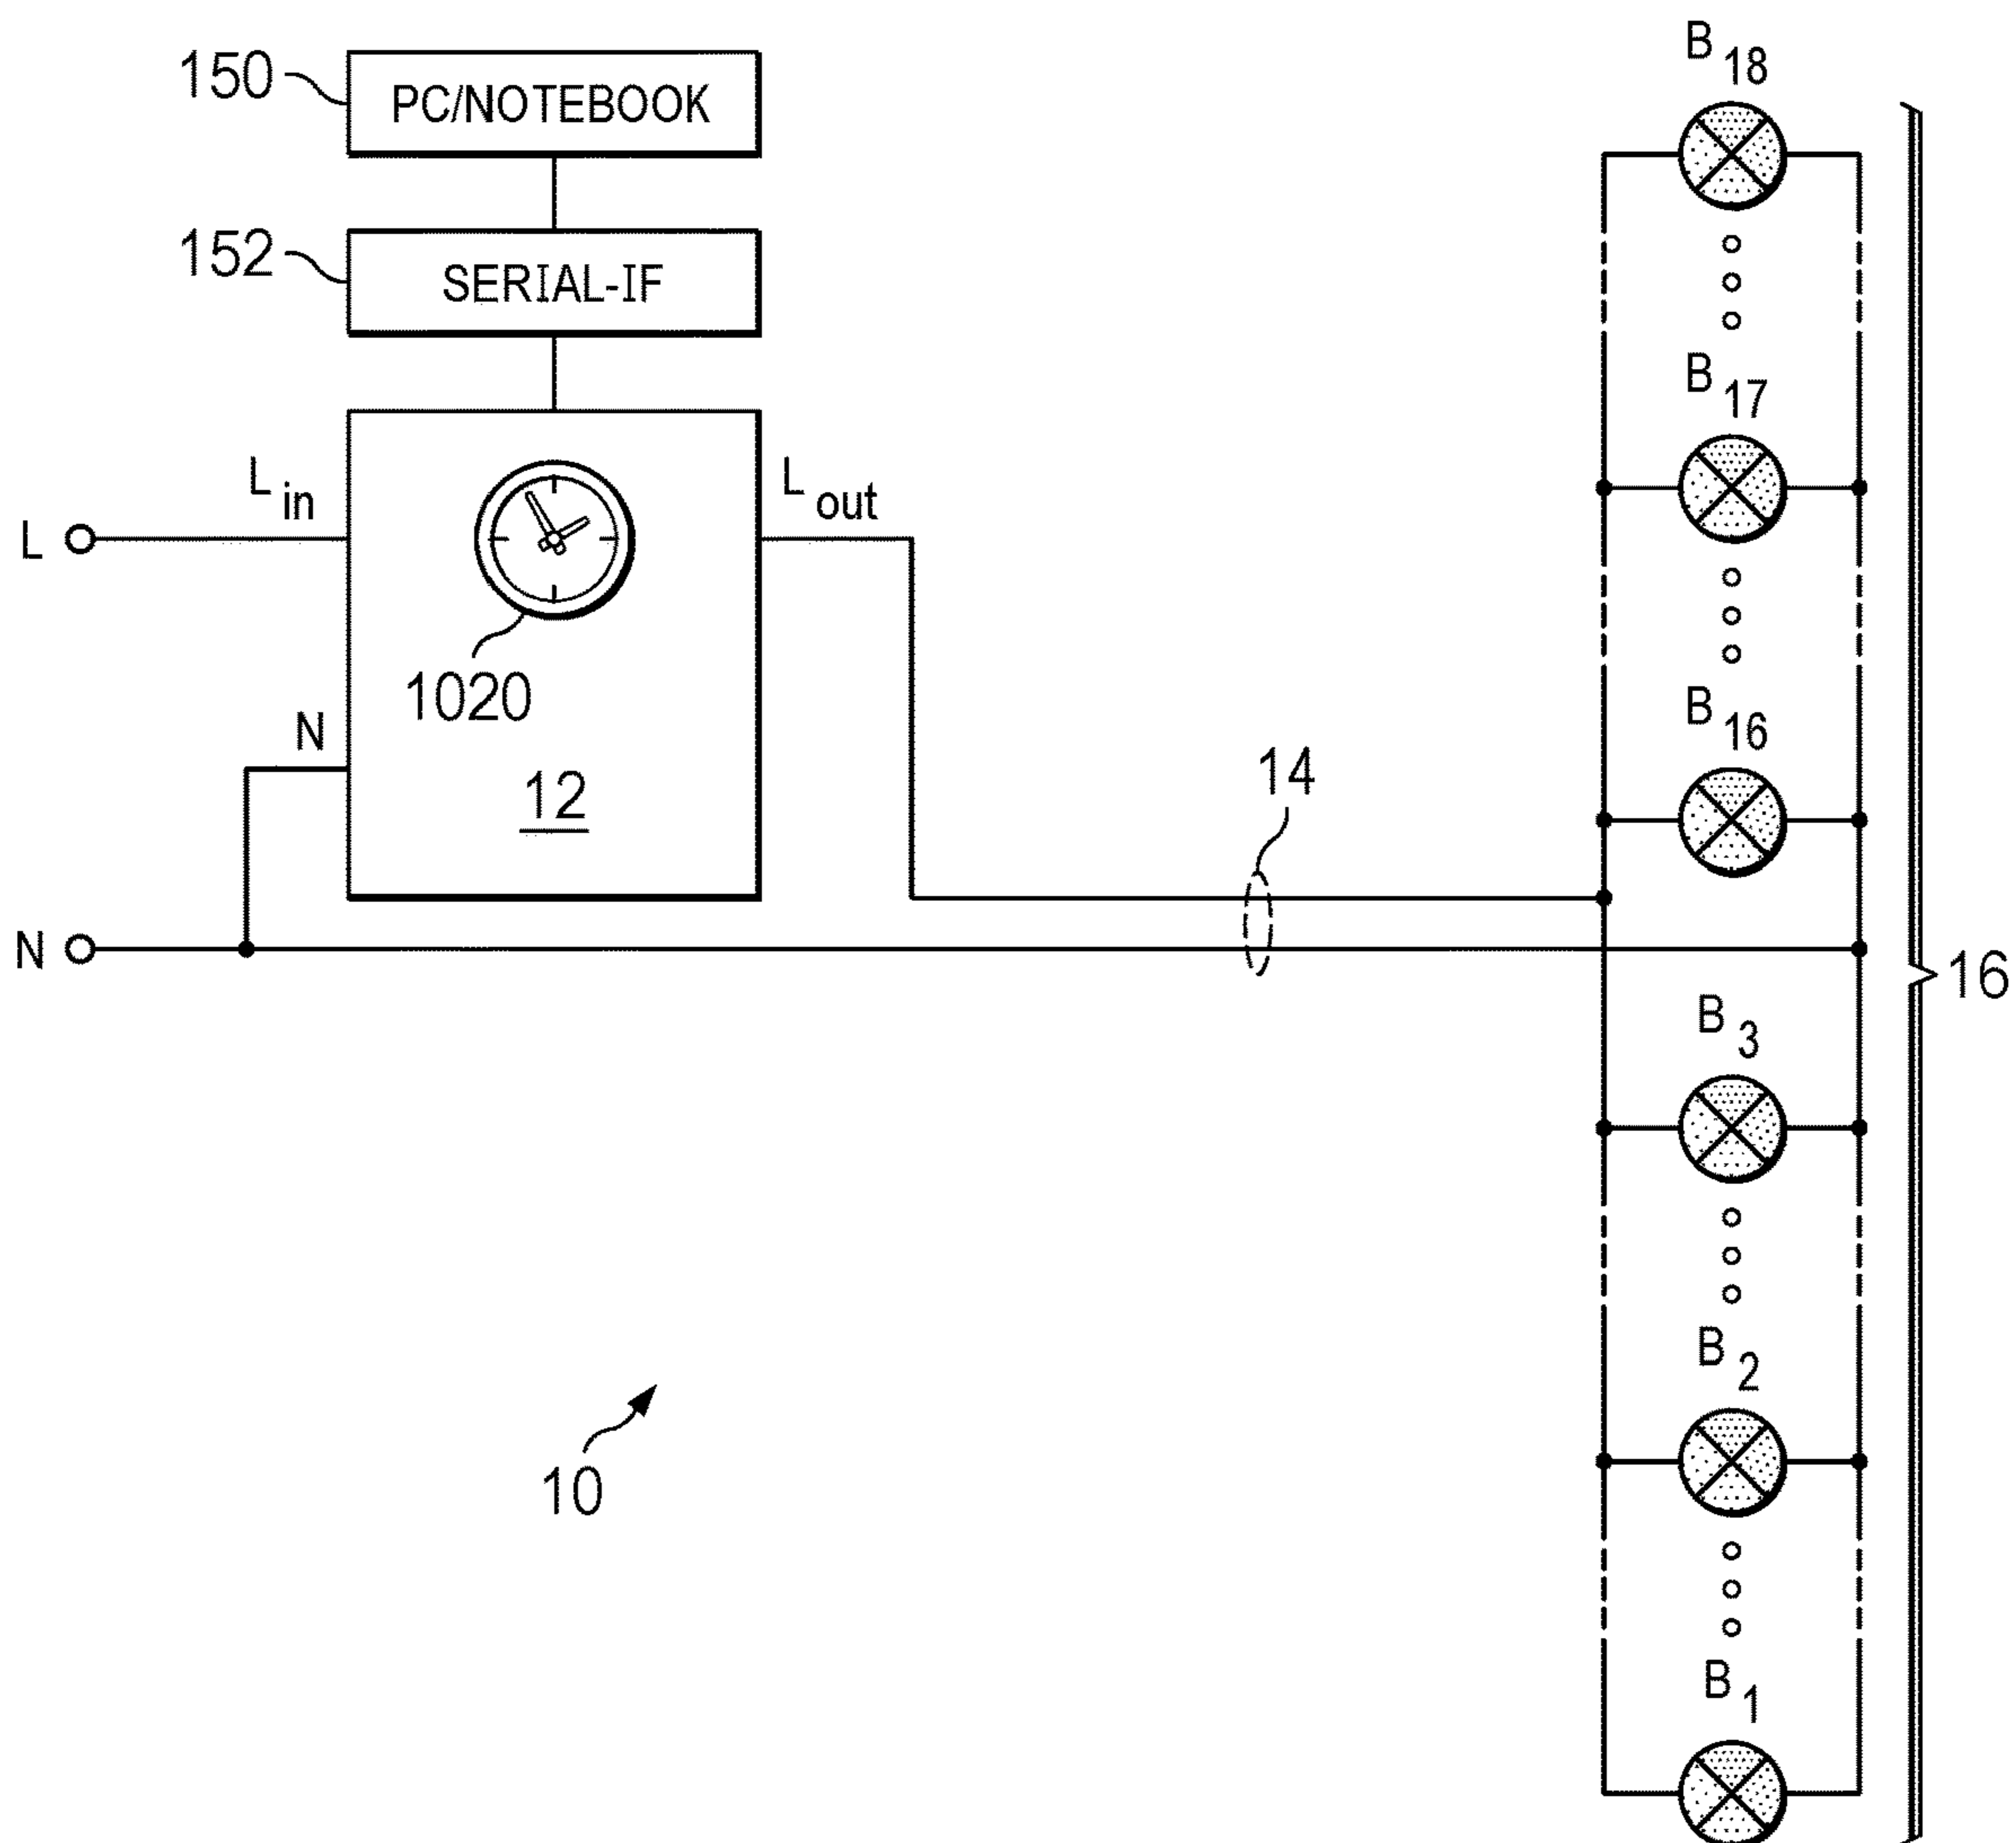 150
PC/NOTEBOOK
152
SERIAL-IF
L
L in
L out
1020
N
12
N
14
B 18
B 17
B 16
16
B 3
B 2
B 1
10